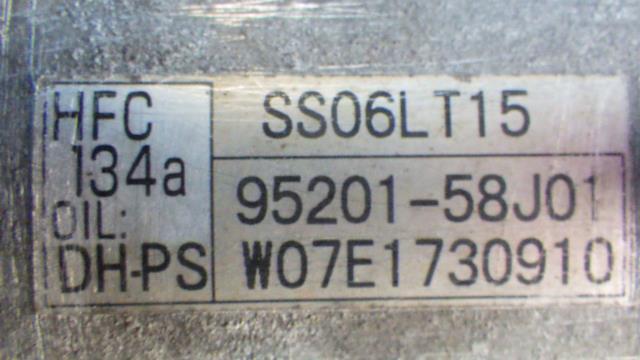 HFC
134a
OIL:
DH-PS
SS06LT15
95201-58J01
W07E1730910